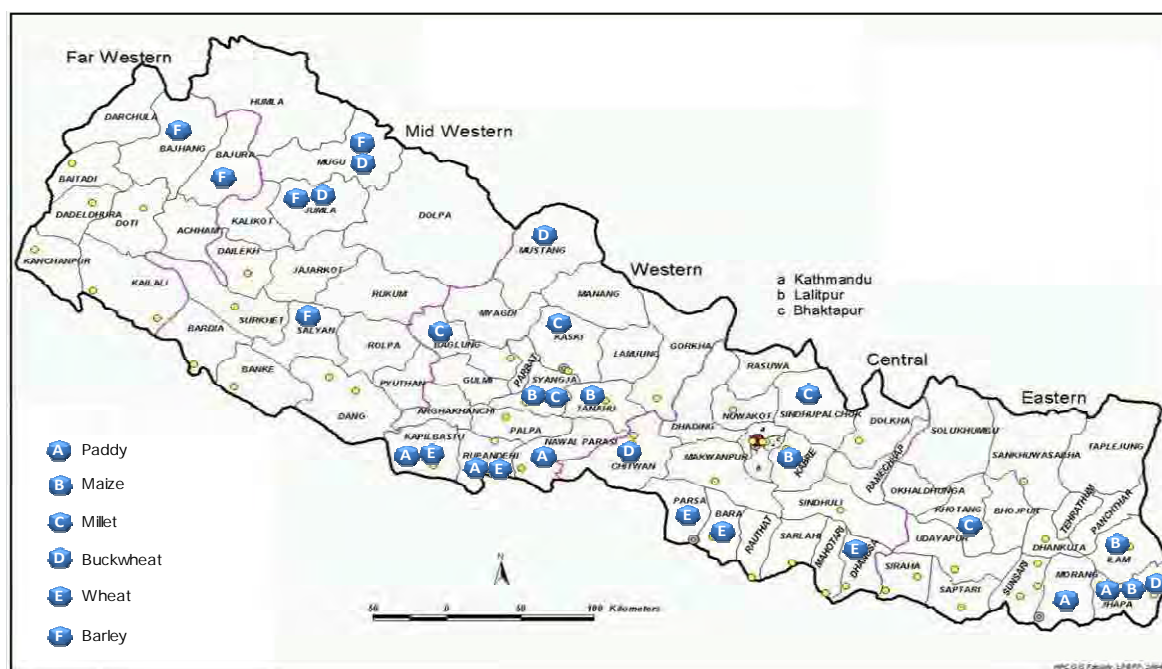 Far Western
HUMLA
DARCHULA
F
BAJHANG
Mid Western
F
BAJURA
MUGU
D
BAITADI
F
F
D
JUMLA
DADELDHURA
DOTI
ACHHAM
KALIKOT
DOLPA
D
MUSTANG
KANCHANPUR
DAILEKH
JAJARKOT
Western
KAILALI
RUKUM
MANANG
a Kathmandu
b Lalitpur
c Bhaktapur
MYAGDI
BARDIA
SURKHET
F
SALYAN
C
BAGLUNG
C
KASKI
ROLPA
LAMJUNG
GORKHA
Central
BANKE
PARBAT
RASUWA
PYUTHAN
GULMI
SYANGJA
B
C
B
TANAHU
C
NUWAKOT
SINDHUPALCHOK
Eastern
DANG
ARGHAKHANCHI
DHADING
DOLKHA
SOLUKHUMBU
TAPLEJUNG
PALPA
A Paddy
KAPILBASTU
A
E
RUPANDEHI
A
E
NAWAL PARASI
A
D
CHITWAN
MAKWANPUR
B
KABRE
RAMECHHAP
SANKHUWASABHA
B Maize
OKHALDHUNGA
PARSA
E
BARA
E
SINDHULI
KHOTANG
C
BHOJPUR
TEHRATHUM
PANCHTHAR
C Millet
RAUTHAT
SARLAHI
MAHOTARI
E
DHANUSA
UDAYAPUR
DHANKUTA
B
ILAM
D Buckwheat
N
SIRAHA
SAPTARI
SUNSARI
MORANG
A
A
B
D
JHAPA
E Wheat
50 0 50 100 Kilometers
F Barley